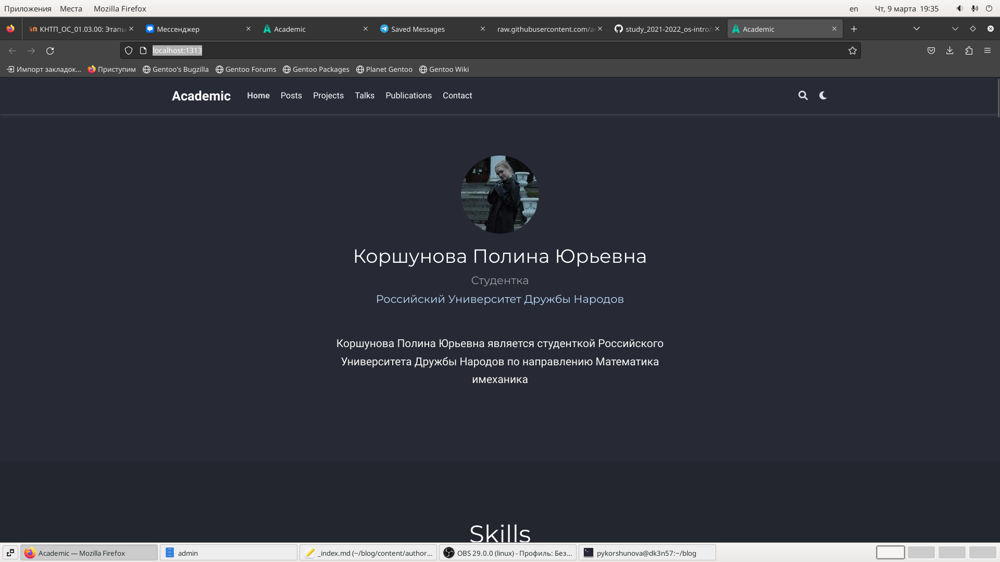 Приложения Места Mozilla Firefox en Чт, 9 марта 19:35
КНТП_ОС_01.03.00: Этапы Мессенджер Academic Saved Messages raw.githubusercontent.com/ac study_2021-2022_os-intro/ Academic
localhost:1313
Импорт закладок... Приступим Gentoo's Bugzilla Gentoo Forums Gentoo Packages Planet Gentoo Gentoo Wiki
Academic Home Posts Projects Talks Publications Contact
Коршунова Полина Юрьевна
Студентка
Российский Университет Дружбы Народов
Коршунова Полина Юрьевна является студенткой Российского
Университета Дружбы Народов по направлению Математика
имеханика
Skills
Academic — Mozilla Firefox admin _index.md (~/blog/content/author... OBS 29.0.0 (linux) - Профиль: Без... pykorshunova@dk3n57:~/blog